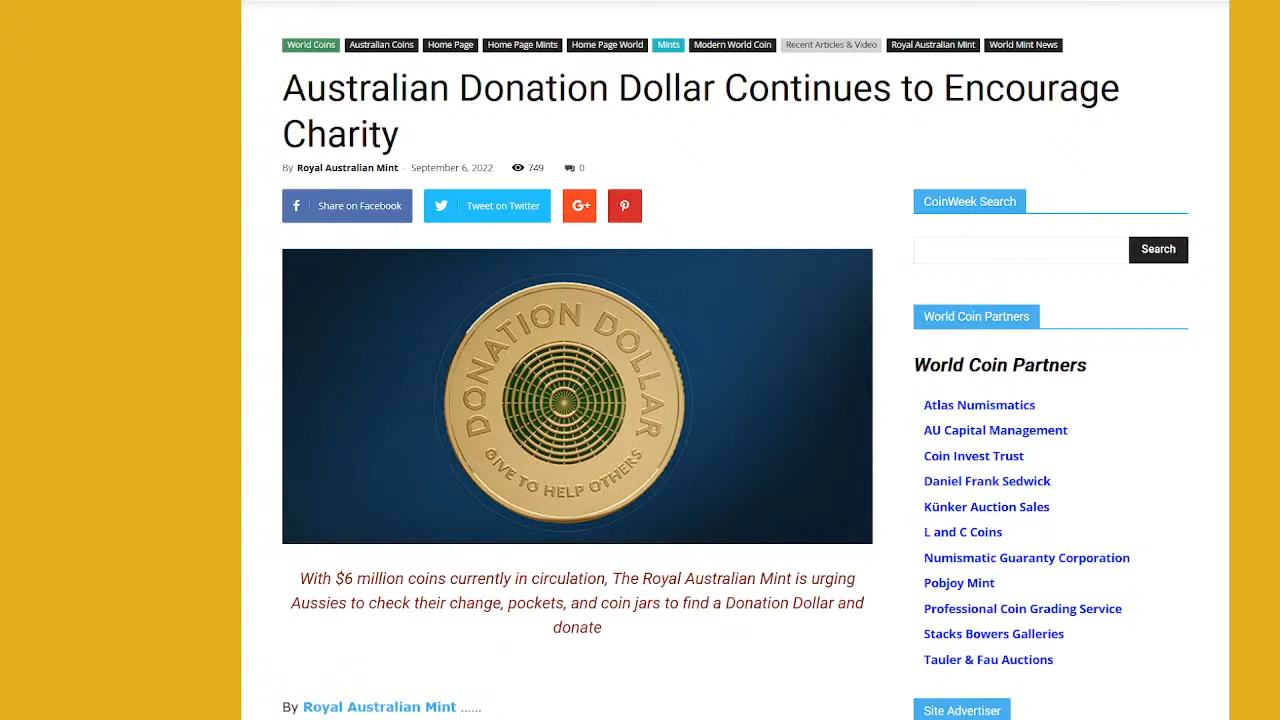 World Coins Australian Coins Home Page Home Page Mints Home Page World Mints Modern World Coin Recent Articles & Video Royal Australian Mint World Mint News
Australian Donation Dollar Continues to Encourage
Charity
By Royal Australian Mint - September 6, 2022 749 0
Share on Facebook Tweet on Twitter G+
DONATION DOLLAR
GIVE TO HELP OTHERS
With $6 million coins currently in circulation, The Royal Australian Mint is urging
Aussies to check their change, pockets, and coin jars to find a Donation Dollar and
donate
By Royal Australian Mint ......
CoinWeek Search
Search
World Coin Partners
World Coin Partners
Atlas Numismatics
AU Capital Management
Coin Invest Trust
Daniel Frank Sedwick
Künker Auction Sales
L and C Coins
Numismatic Guaranty Corporation
Pobjoy Mint
Professional Coin Grading Service
Stacks Bowers Galleries
Tauler & Fau Auctions
Site Advertiser